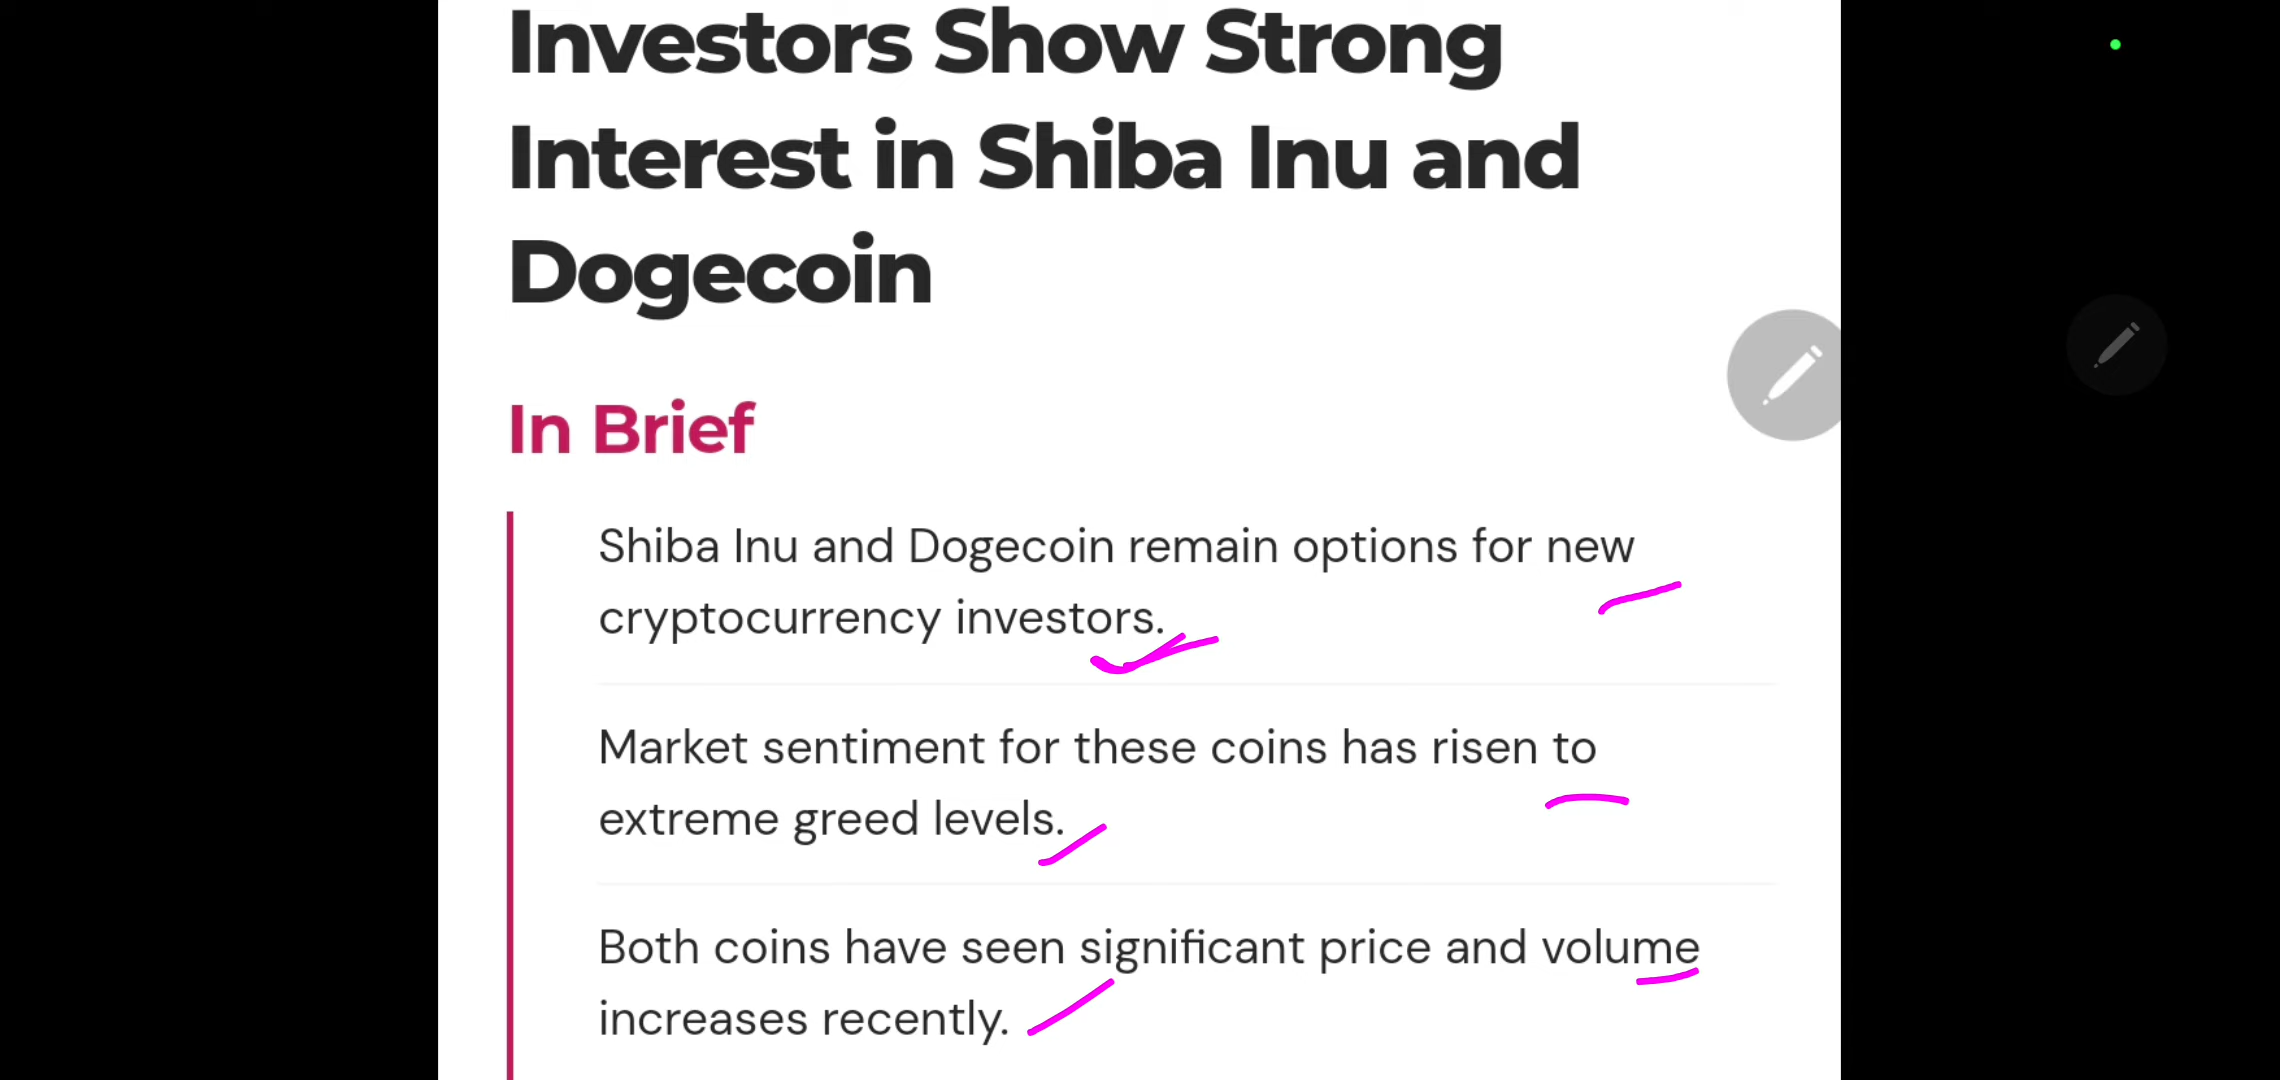 Investors Show Strong
Interest in Shiba Inu and
Dogecoin
In Brief
Shiba Inu and Dogecoin remain options for new
cryptocurrency investors.
Market sentiment for these coins has risen to
extreme greed levels.
Both coins have seen significant price and volume
increases recently.